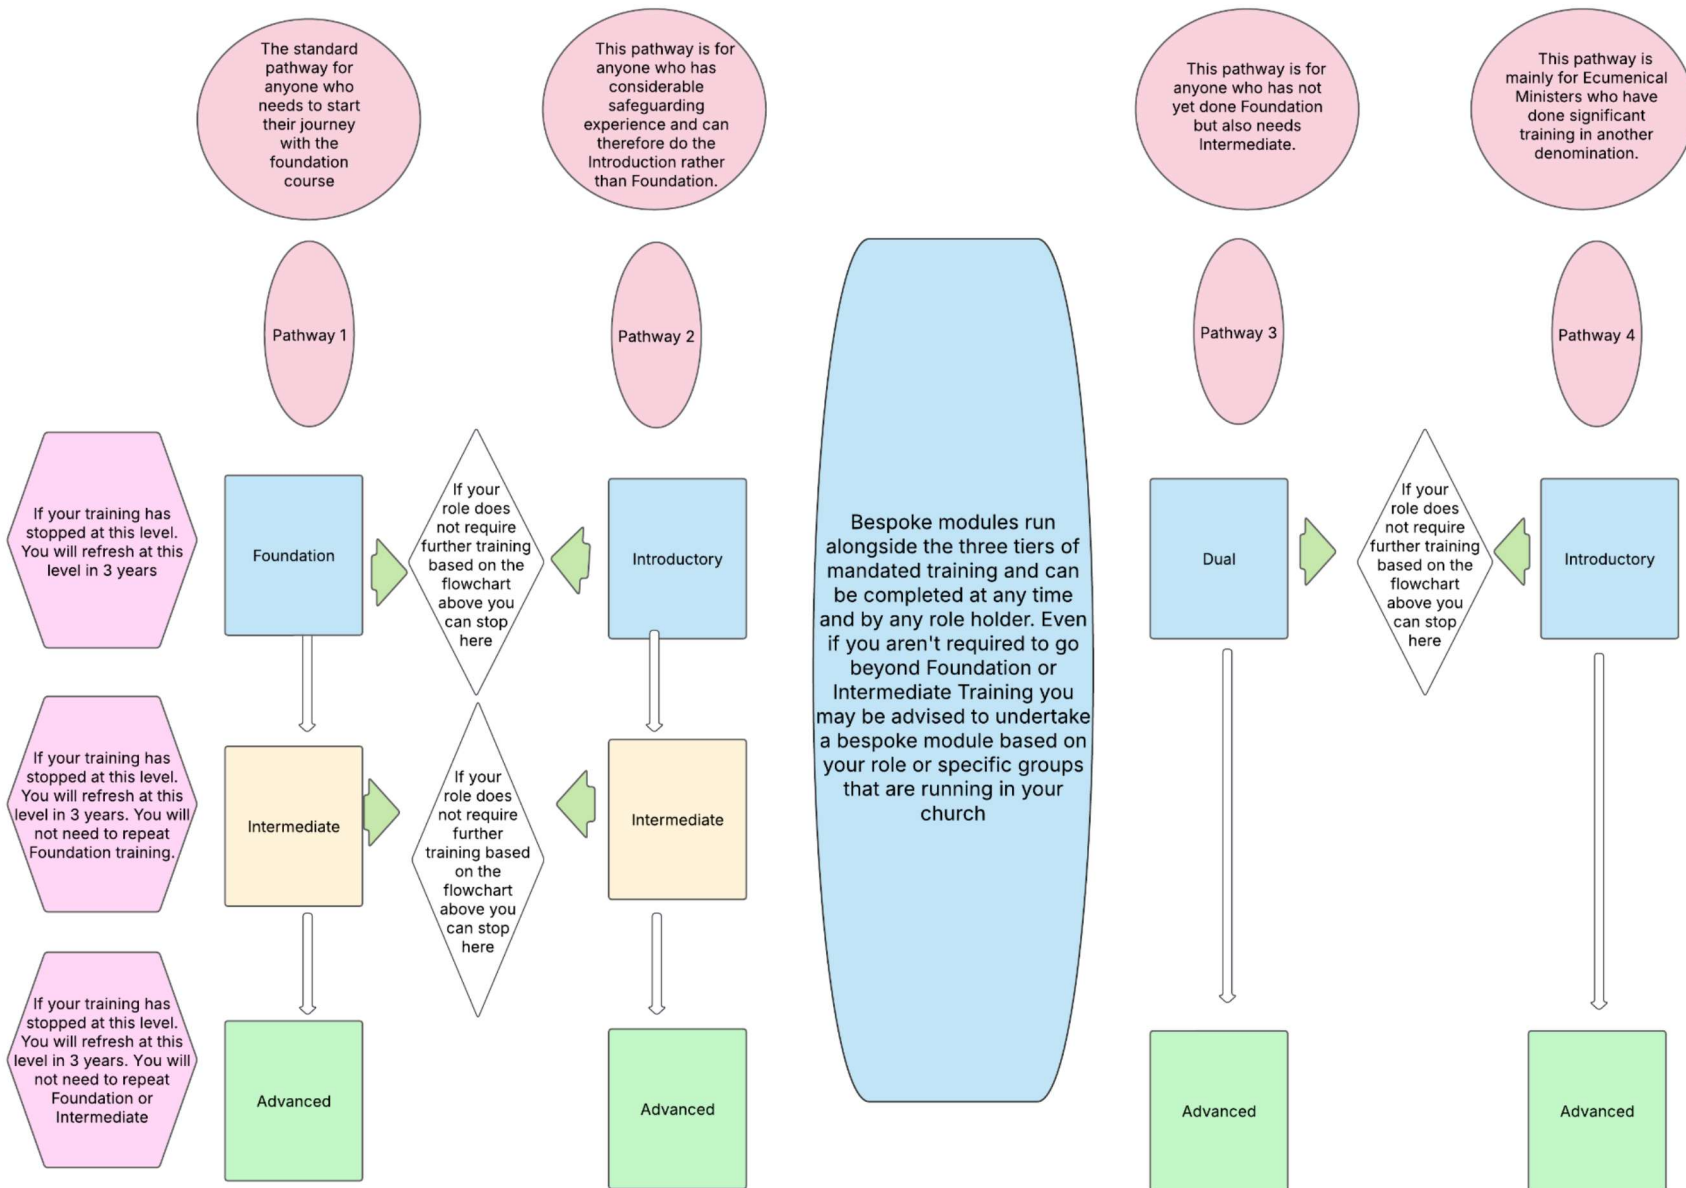 The standard
pathway for
anyone who
needs to start
their journey
with the
foundation
course
This pathway is for
anyone who has
considerable
safeguarding
experience and can
therefore do the
Introduction rather
than Foundation.
This pathway is for
anyone who has not
yet done Foundation
but also needs
Intermediate.
This pathway is
mainly for Ecumenical
Ministers who have
done significant
training in another
denomination.
Pathway 1
Pathway 2
Pathway 3
Pathway 4
If your training has
stopped at this level.
You will refresh at this
level in 3 years
Foundation
If your
role does
not require
further training
based on the
flowchart
above you
can stop
here
Introductory
Bespoke modules run
alongside the three tiers of
mandated training and can
be completed at any time
and by any role holder. Even
if you aren't required to go
beyond Foundation or
Intermediate Training you
may be advised to undertake
a bespoke module based on
your role or specific groups
that are running in your
church
Dual
If your
role does
not require
further training
based on the
flowchart
above you
can stop
here
Introductory
If your training has
stopped at this level.
You will refresh at this
level in 3 years. You will
not need to repeat
Foundation training.
Intermediate
If your
role does
not require
further
training based
on the
flowchart
above you
can stop
here
Intermediate
If your training has
stopped at this level.
You will refresh at this
level in 3 years. You will
not need to repeat
Foundation or
Intermediate
Advanced
Advanced
Advanced
Advanced